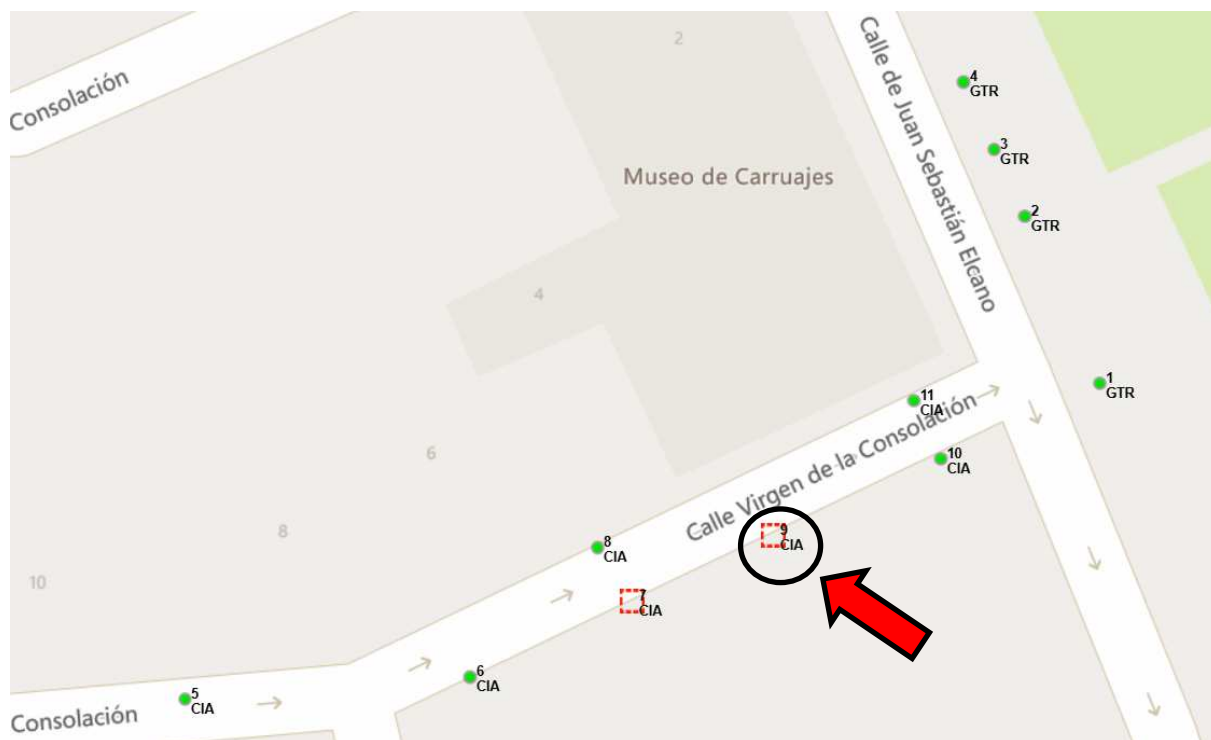 Consolación
2
Calle de Juan Sebastián Elcano
4
GTR
3
GTR
Museo de Carruajes
2
GTR
4
1
GTR
11
CIA
Calle Virgen de la Consolación
10
CIA
6
8
9
CIA
8
CIA
10
7
CIA
6
CIA
5
CIA
Consolación